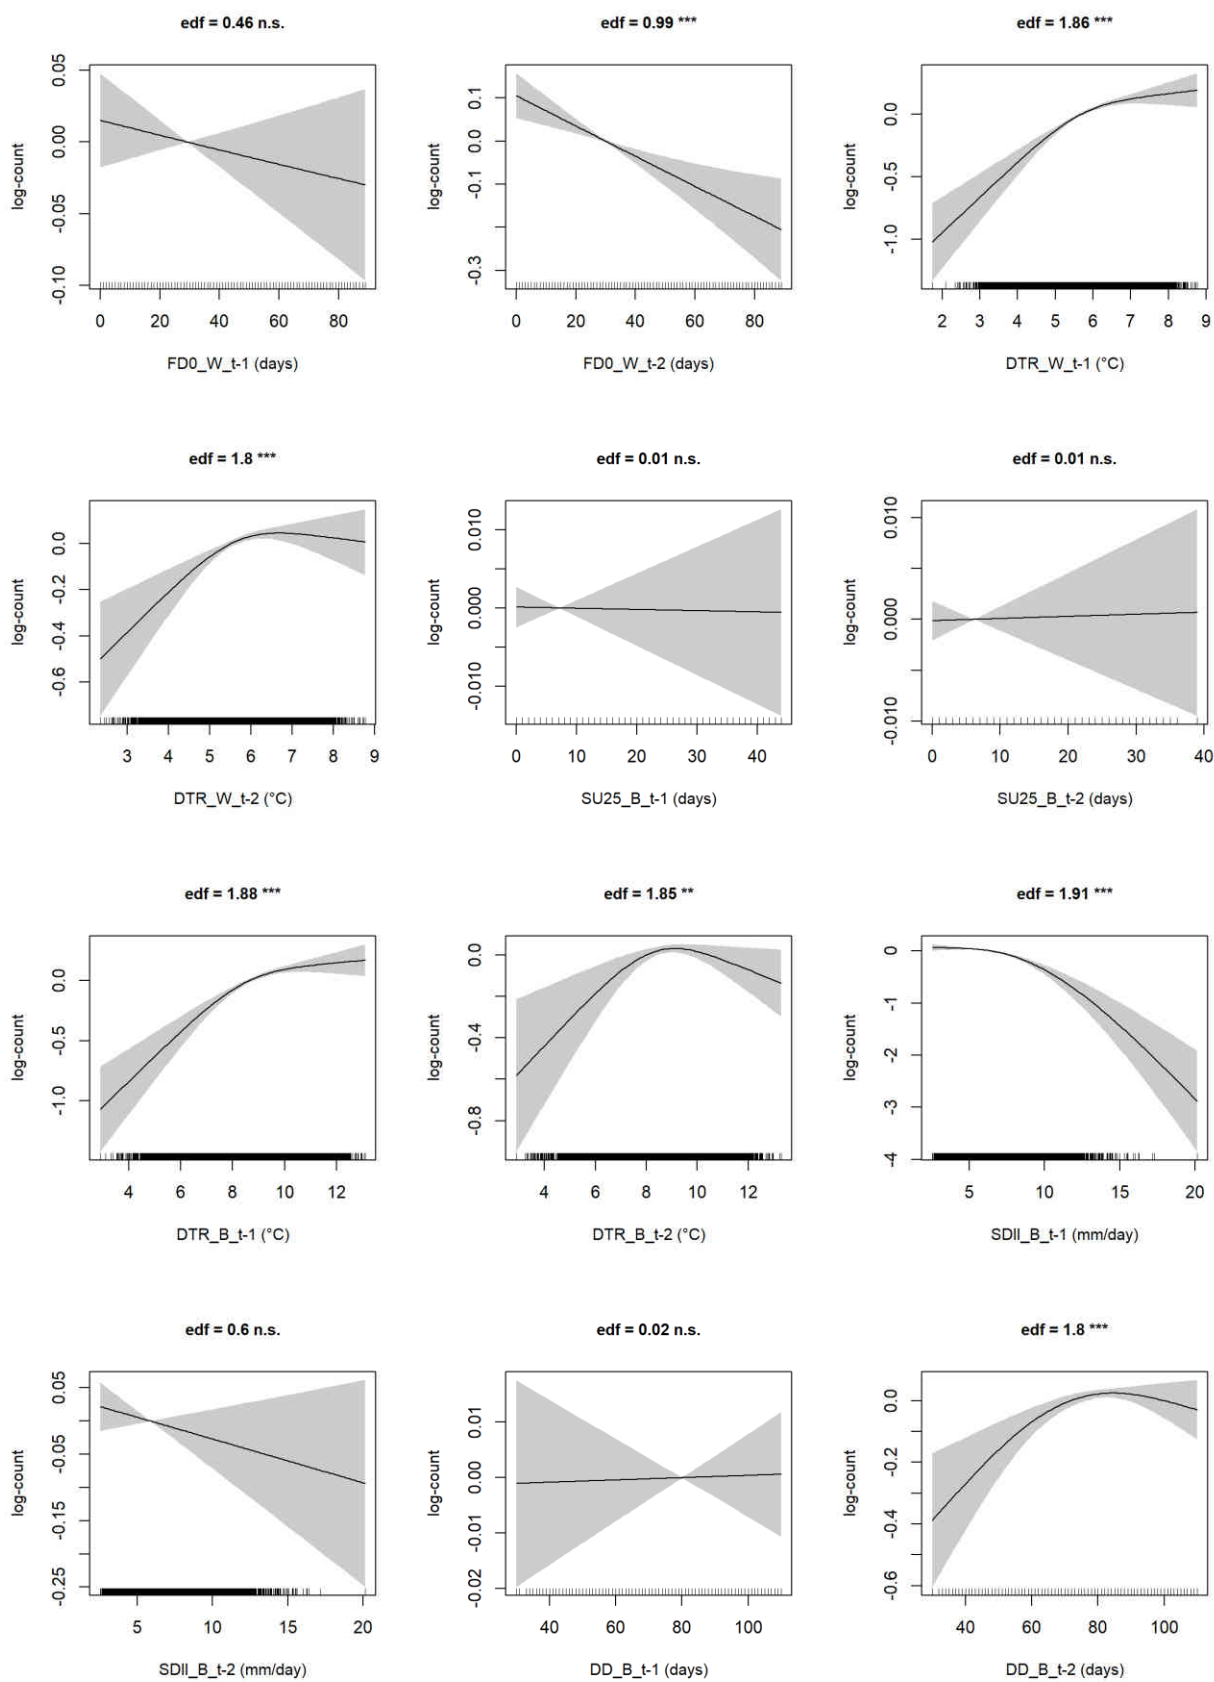 edf = 0.46 n.s.
log-count
0.05
0.00
-0.05
-0.10
0 20 40 60 80
FD0_W_t-1 (days)
edf = 0.99 ***
log-count
0.1
0.0
-0.1
-0.3
0 20 40 60 80
FD0_W_t-2 (days)
edf = 1.86 ***
log-count
0.0
-0.5
-1.0
2 3 4 5 6 7 8 9
DTR_W_t-1 (°C)
edf = 1.8 ***
log-count
0.0
-0.2
-0.4
-0.6
3 4 5 6 7 8 9
DTR_W_t-2 (°C)
edf = 0.01 n.s.
log-count
0.010
0.000
-0.010
0 10 20 30 40
SU25_B_t-1 (days)
edf = 0.01 n.s.
log-count
0.010
0.000
-0.010
0 10 20 30 40
SU25_B_t-2 (days)
edf = 1.88 ***
log-count
0.0
-0.5
-1.0
4 6 8 10 12
DTR_B_t-1 (°C)
edf = 1.85 **
log-count
0.0
-0.4
-0.8
4 6 8 10 12
DTR_B_t-2 (°C)
edf = 1.91 ***
log-count
0
-1
-2
-3
-4
5 10 15 20
SDII_B_t-1 (mm/day)
edf = 0.6 n.s.
log-count
0.05
-0.05
-0.15
-0.25
5 10 15 20
SDII_B_t-2 (mm/day)
edf = 0.02 n.s.
log-count
0.01
0.00
-0.01
-0.02
40 60 80 100
DD_B_t-1 (days)
edf = 1.8 ***
log-count
0.0
-0.2
-0.4
-0.6
40 60 80 100
DD_B_t-2 (days)